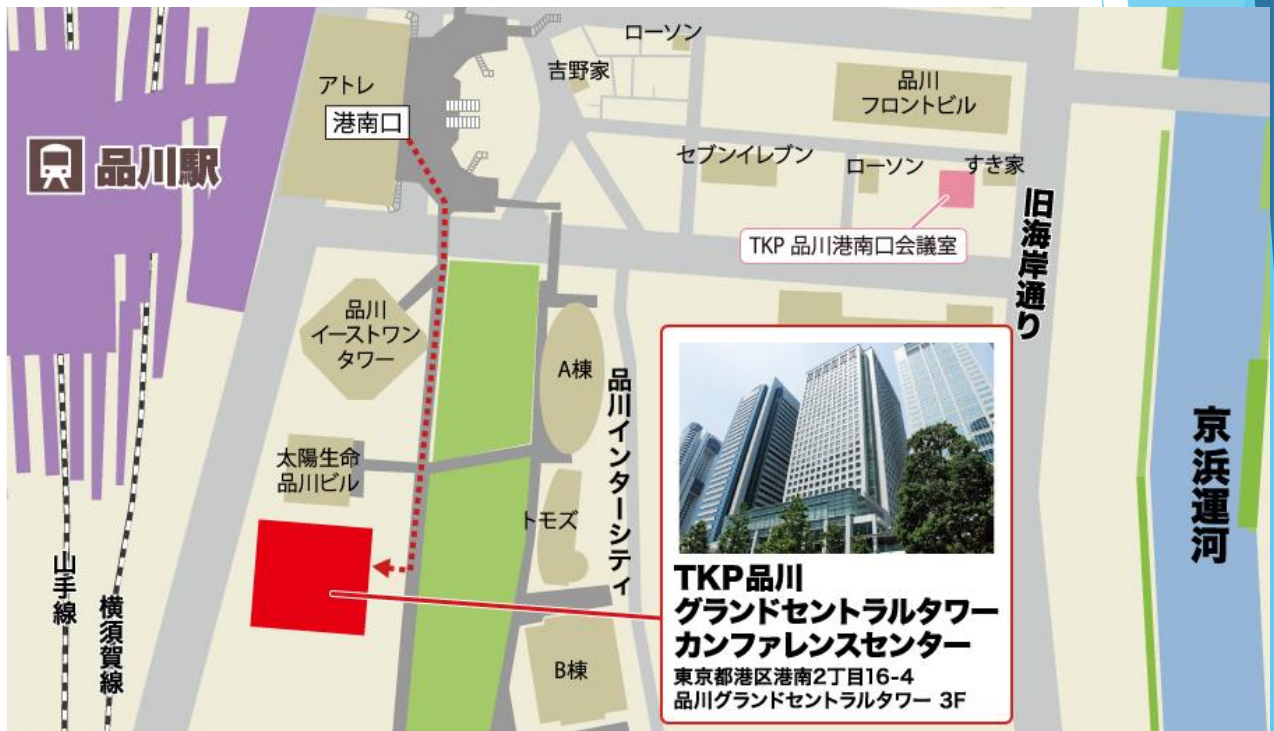 ローソン
吉野家
アトレ
港南口
品川
フロントビル
品川駅
セブンイレブン
ローソン
すき家
TKP 品川港南口会議室
旧海岸通り
品川
イーストワン
タワー
A棟
品川インターシティ
太陽生命
品川ビル
トモズ
京浜運河
山手線
横須賀線
B棟
TKP品川
グランドセントラルタワー
カンファレンスセンター
東京都港区港南2丁目16-4
品川グランドセントラルタワー 3F